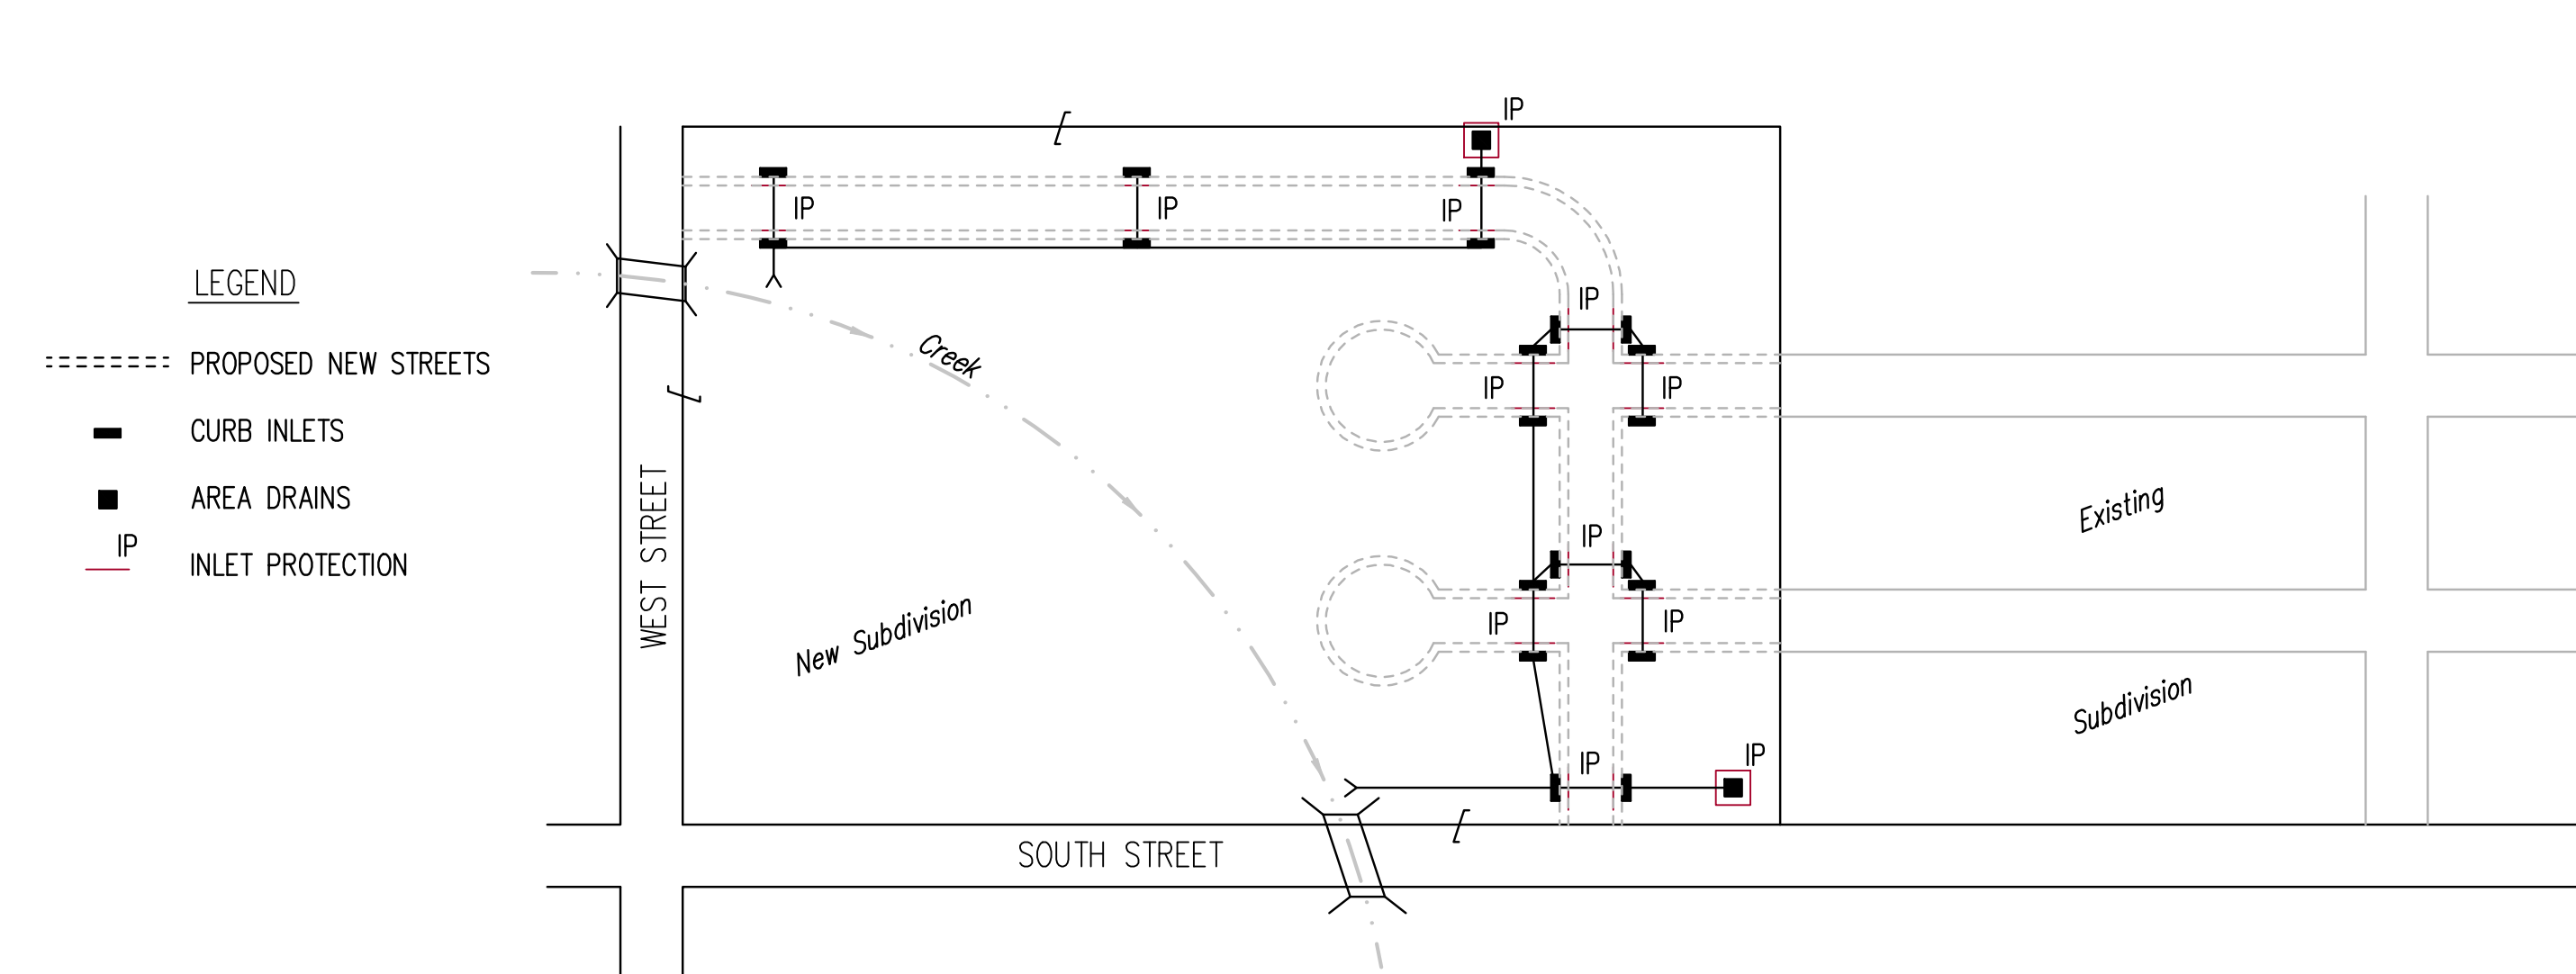 LEGEND
PROPOSED NEW STREETS
CURB INLETS
AREA DRAINS
IP
INLET PROTECTION
IP
IP
IP
IP
IP
IP
IP
IP
IP
IP
IP
IP
Creek
WEST STREET
New Subdivision
Existing
Subdivision
SOUTH STREET